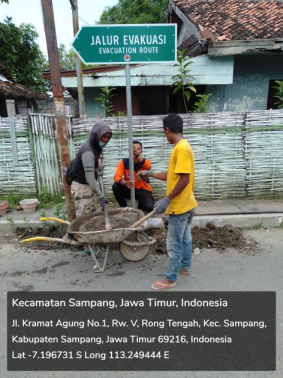 JALUR EVAKUASI
EVACUATION ROUTE
Kecamatan Sampang, Jawa Timur, Indonesia
Jl. Kramat Agung No.1, Rw. V, Rong Tengah, Kec. Sampang,
Kabupaten Sampang, Jawa Timur 69216, Indonesia
Lat -7.196731 S Long 113.249444 E